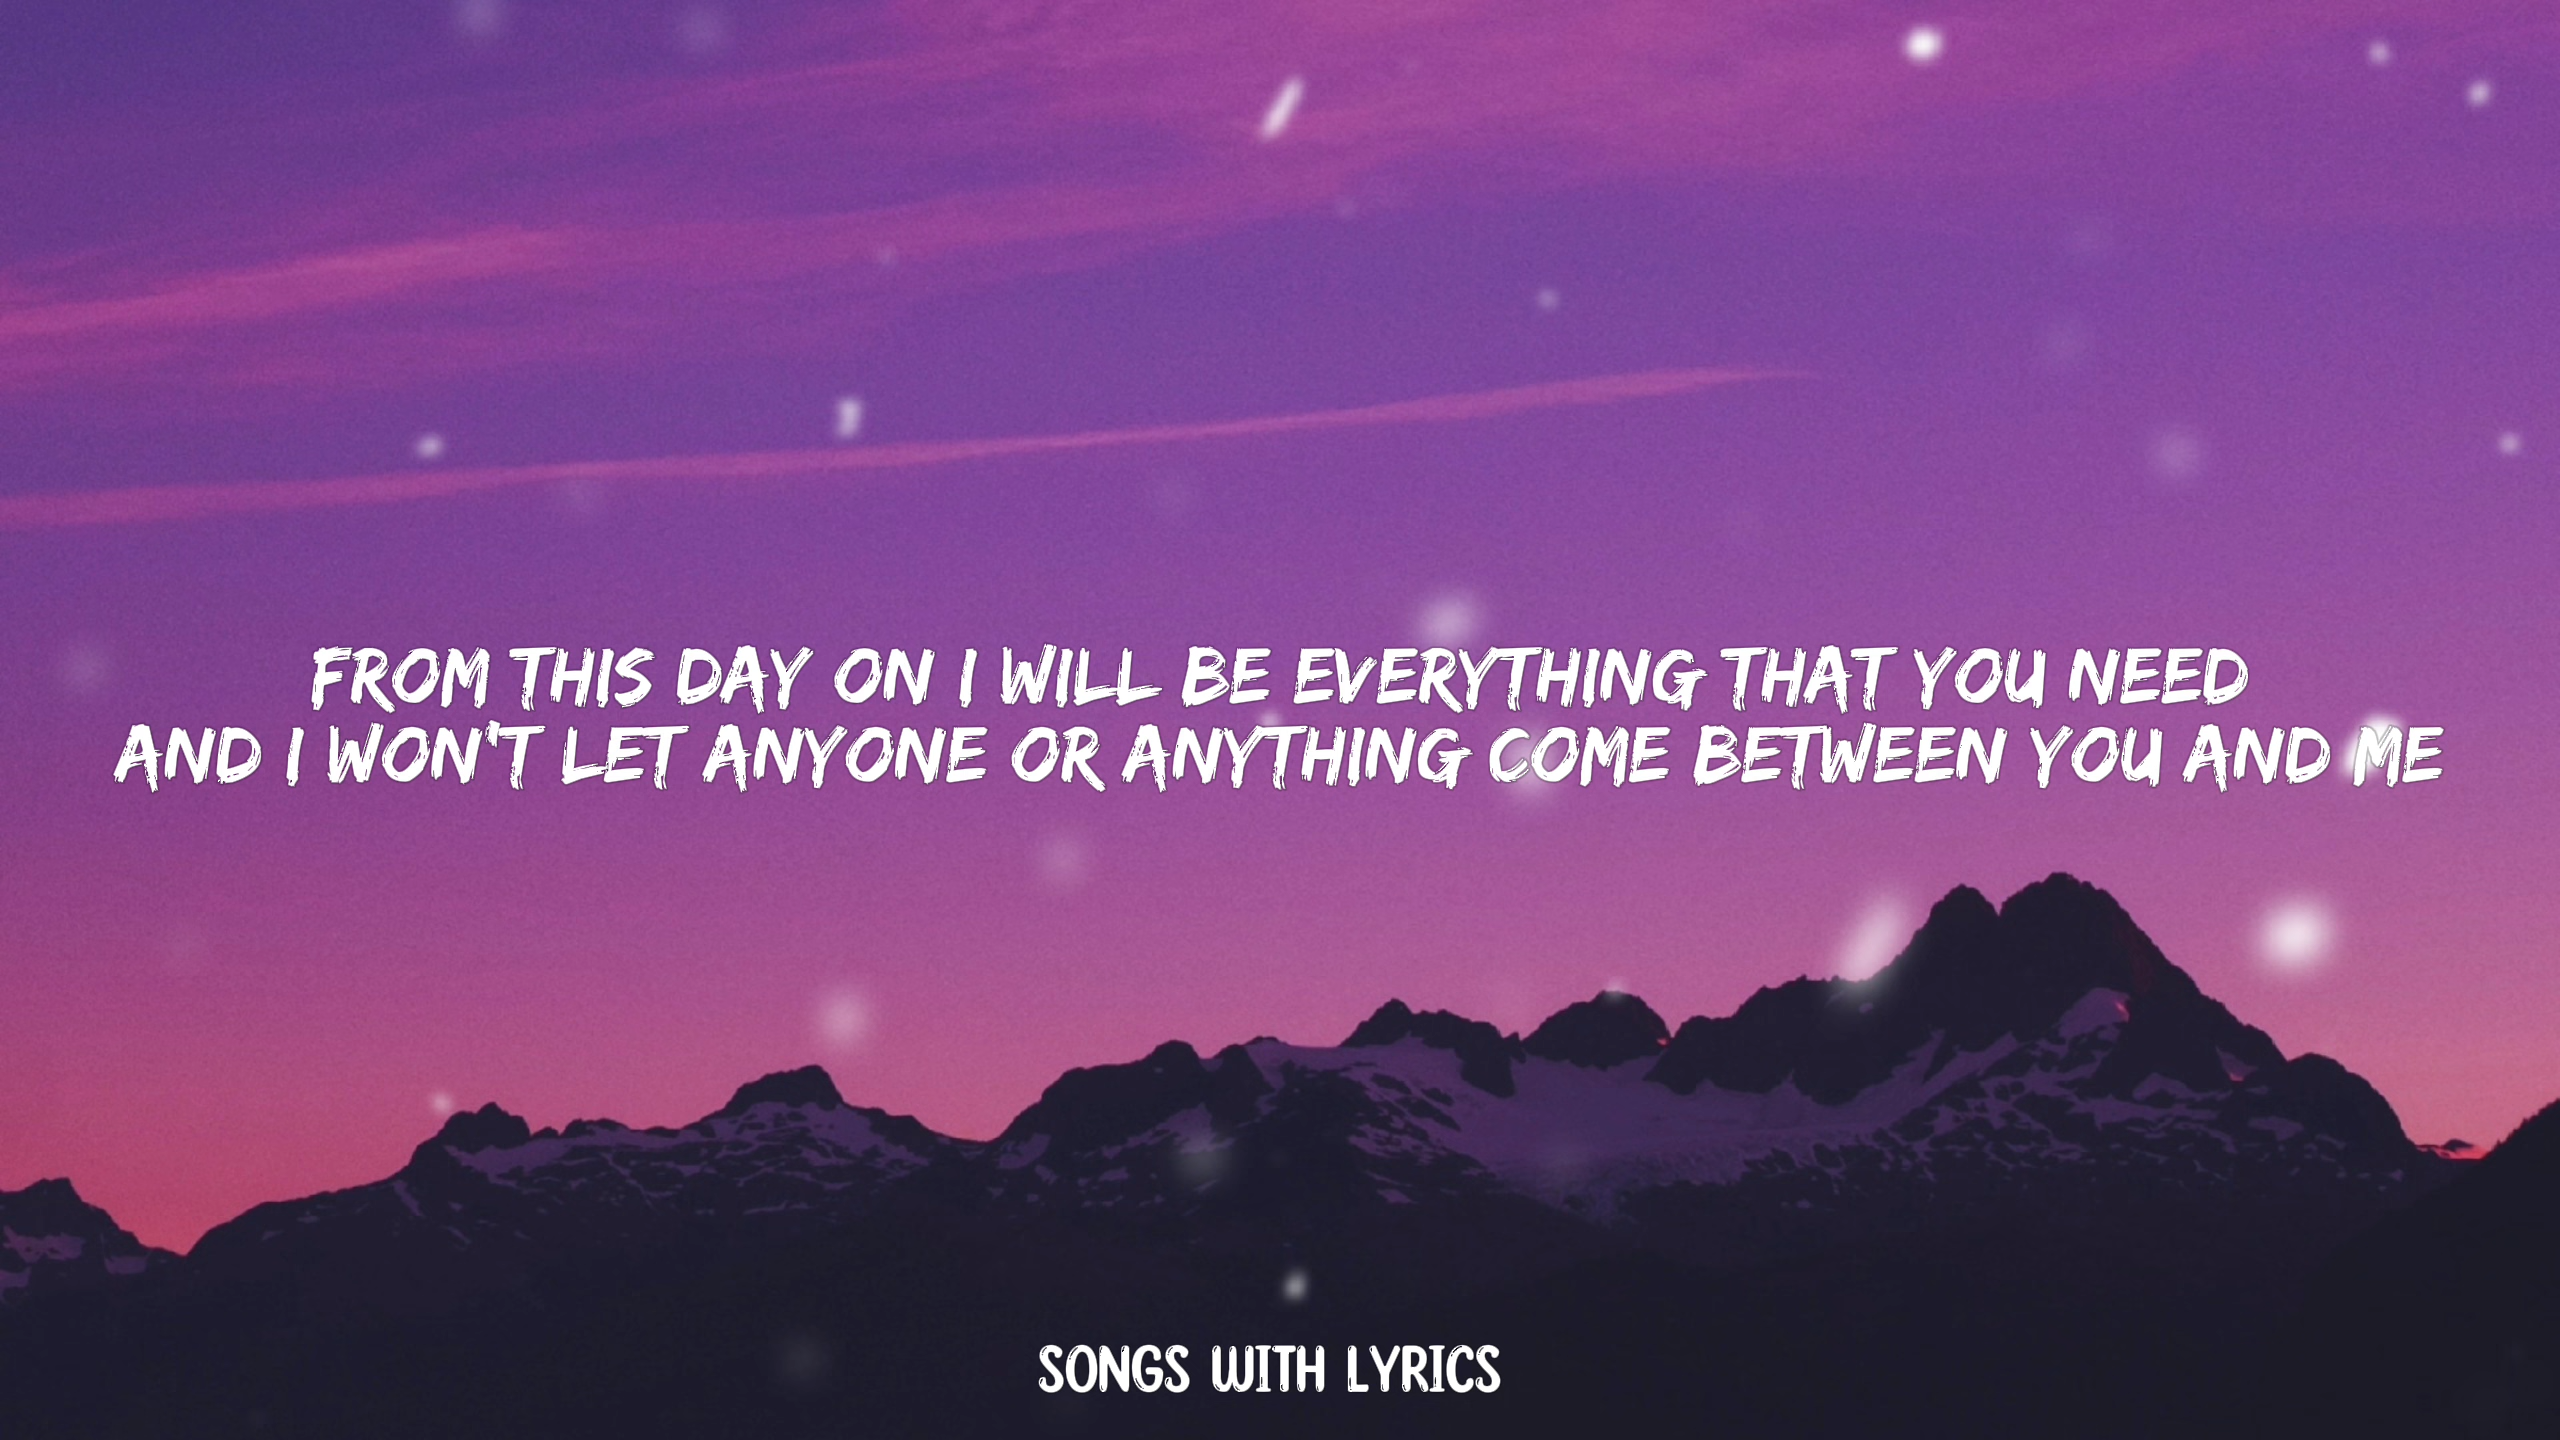 FROM THIS DAY ON I WILL BE EVERYTHING THAT YOU NEED
AND I WON'T LET ANYONE OR ANYTHING COME BETWEEN YOU AND ME
SONGS WITH LYRICS